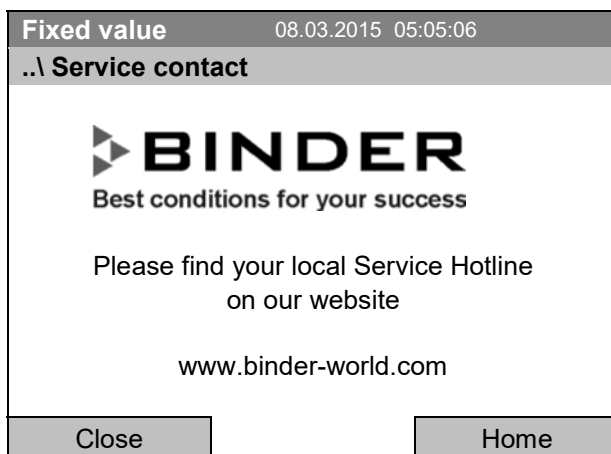 Fixed value 08.03.2015 05:05:06
..\ Service contact
BINDER
Best conditions for your success
Please find your local Service Hotline
on our website
www.binder-world.com
Close Home